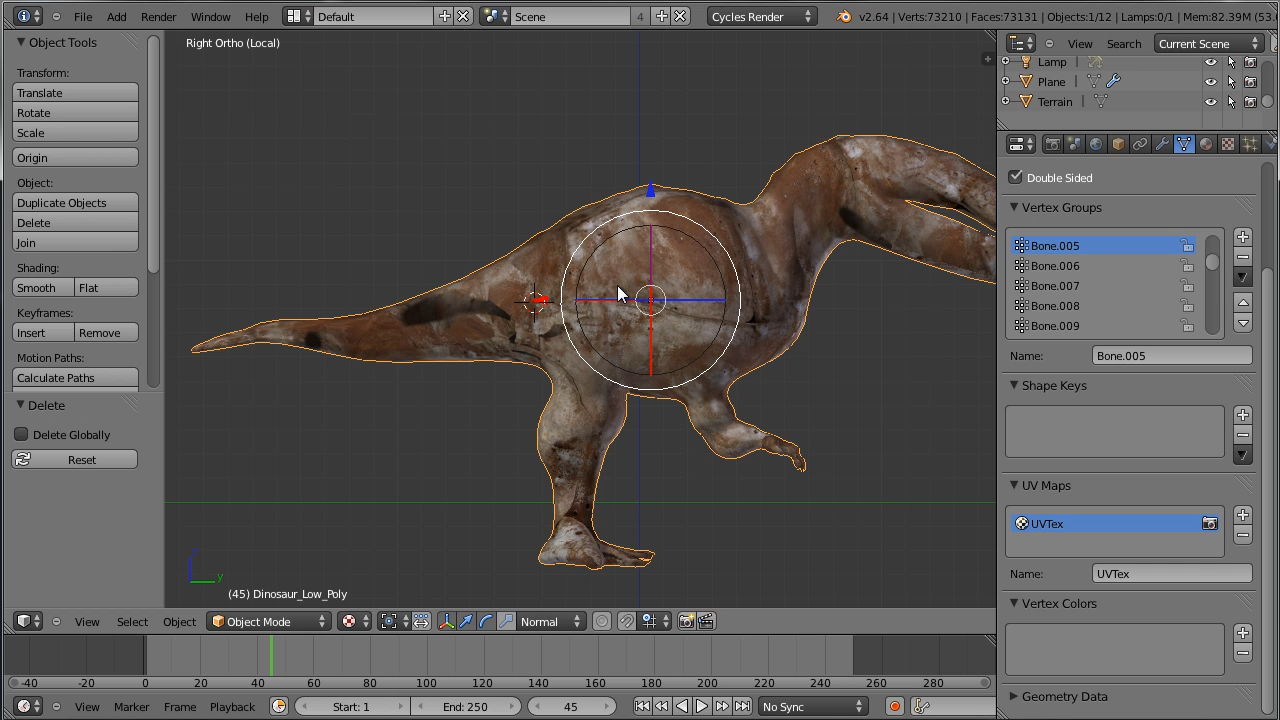 File Add Render Window Help Default Scene 4 Cycles Render v2.64 | Verts:73210 | Faces:73131 | Objects:1/12 | Lamps:0/1 | Mem:82.39M (53.
Object Tools
Transform:
Translate
Rotate
Scale
Origin
Object:
Duplicate Objects
Delete
Join
Shading:
Smooth Flat
Keyframes:
Insert Remove
Motion Paths:
Calculate Paths
Delete
Delete Globally
Reset
Right Ortho (Local)
y
(45) Dinosaur_Low_Poly
View Select Object Object Mode Normal
-40 -20 0 20 40 60 80 100 120 140 160 180 200 220 240 260 280
View Marker Frame Playback Start: 1 End: 250 45 No Sync
View Search Current Scene
Lamp
Plane
Terrain
Double Sided
Vertex Groups
Bone.005
Bone.006
Bone.007
Bone.008
Bone.009
Name: Bone.005
Shape Keys
UV Maps
UVTex
Name: UVTex
Vertex Colors
Geometry Data